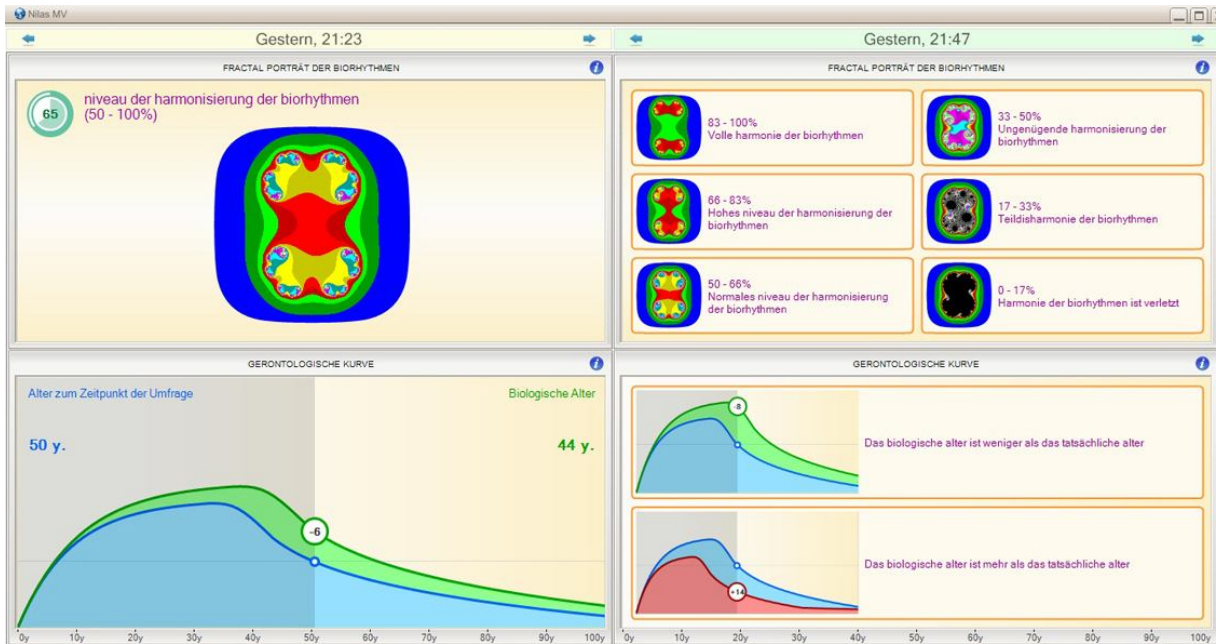 Nilas MV
Gestern, 21:23
FRACTAL PORTRÄT DER BIORHYTHMEN
65
niveau der harmonisierung der biorhythmen
(50 - 100%)
GERONTOLOGISCHE KURVE
Alter zum Zeitpunkt der Umfrage
Biologische Alter
50 y.
44 y.
-6
0y 10y 20y 30y 40y 50y 60y 70y 80y 90y 100y
Gestern, 21:47
FRACTAL PORTRÄT DER BIORHYTHMEN
83 - 100%
Volle harmonie der biorhythmen
33 - 50%
Ungenügende harmonisierung der
biorhythmen
66 - 83%
Hohes niveau der harmonisierung der
biorhythmen
17 - 33%
Teildisharmonie der biorhythmen
50 - 66%
Normales niveau der harmonisierung
der biorhythmen
0 - 17%
Harmonie der biorhythmen ist verletzt
GERONTOLOGISCHE KURVE
-8
Das biologische alter ist weniger als das tatsächliche alter
+14
Das biologische alter ist mehr als das tatsächliche alter
0y 10y 20y 30y 40y 50y 60y 70y 80y 90y 100y